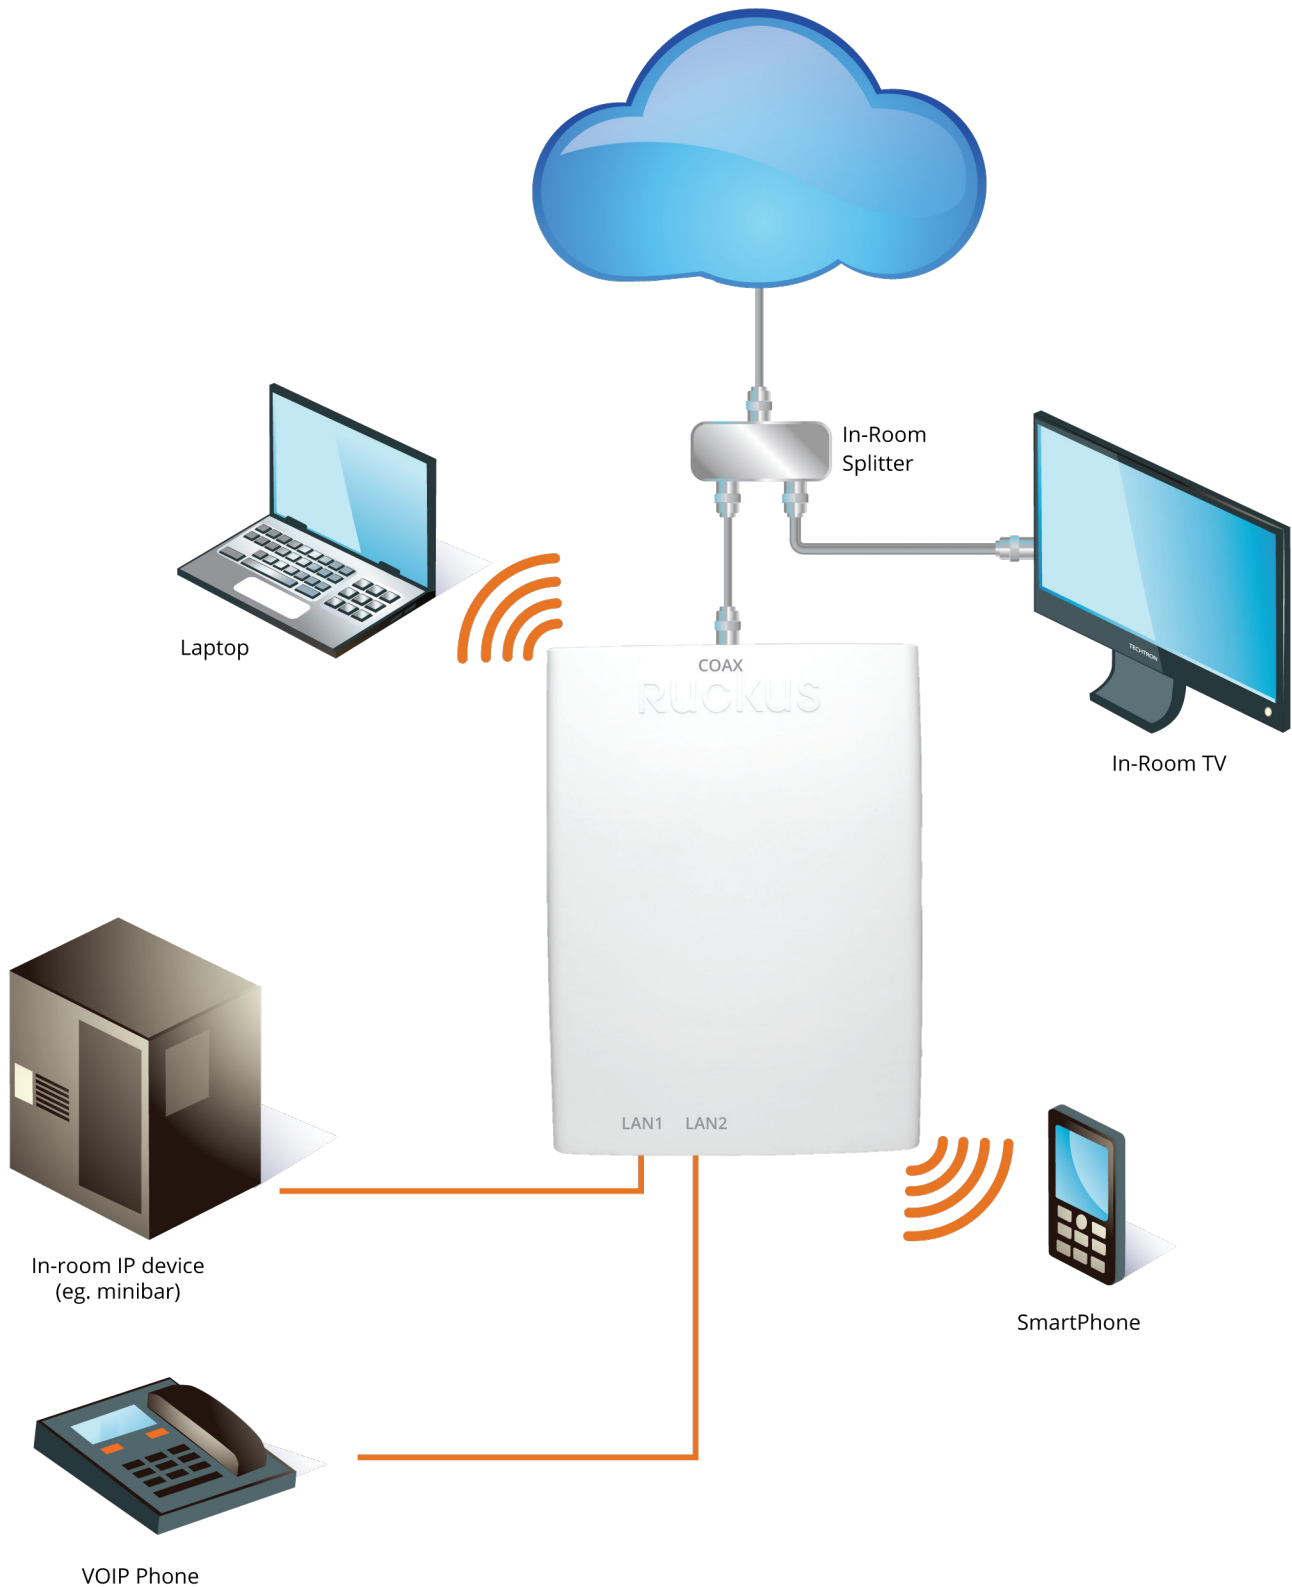 In-Room
Splitter
Laptop
COAX
RUCKUS
TECHTRON
In-Room TV
LAN1 LAN2
In-room IP device
(eg. minibar)
SmartPhone
VOIP Phone